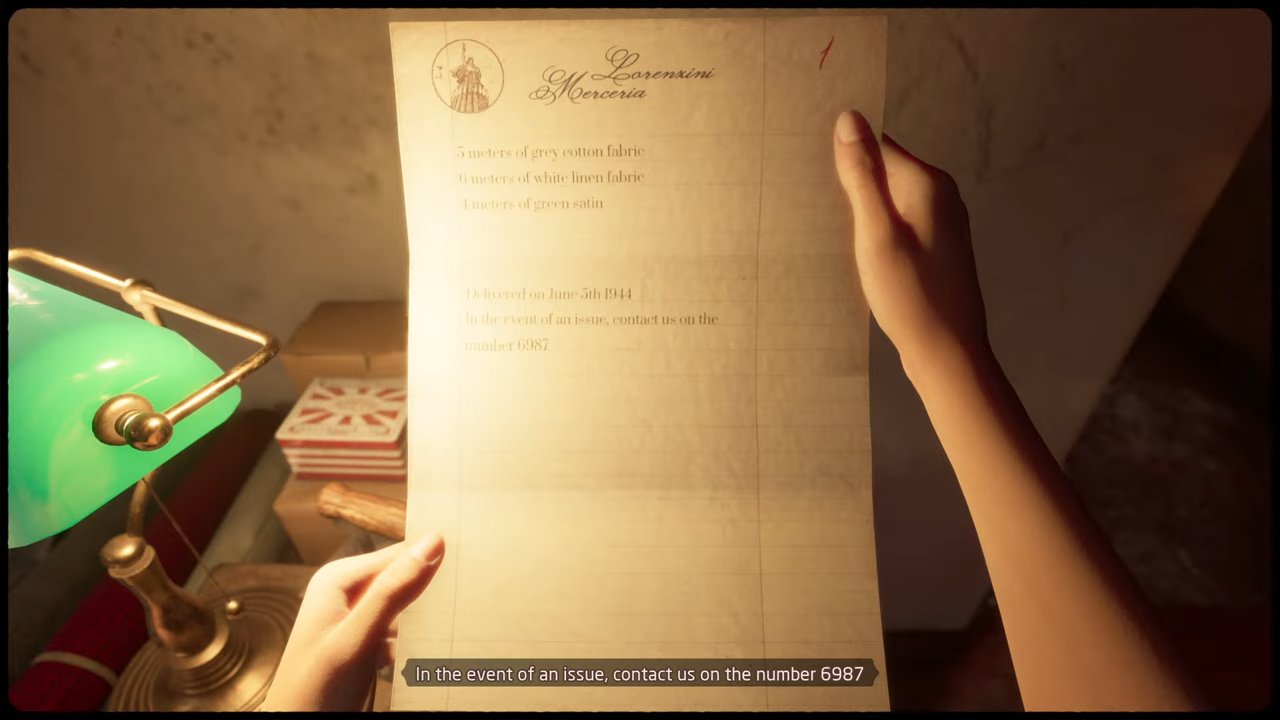 1
Lorenzini
Merceria
5 meters of grey cotton fabric
6 meters of white linen fabric
4 meters of green satin
Delivered on June 5th 1944
In the event of an issue, contact us on the
number 6987
In the event of an issue, contact us on the number 6987